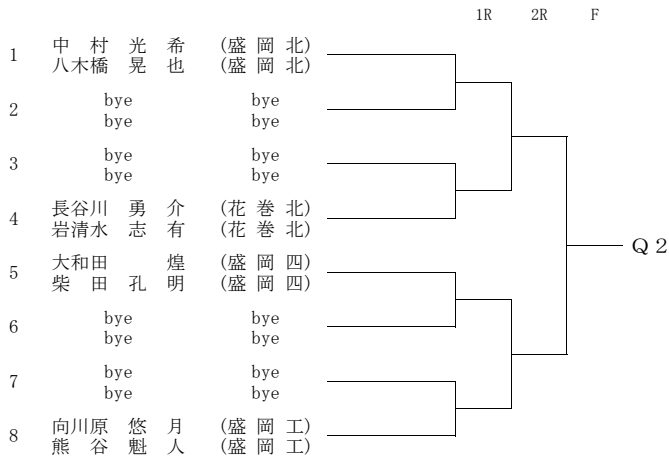 1R 2R F
1 中 村 光 希 (盛 岡 北)
八木橋 晃 也 (盛 岡 北)
2 bye bye
bye bye
3 bye bye
bye bye
4 長谷川 勇 介 (花 巻 北)
岩清水 志 有 (花 巻 北)
Q 2
5 大和田 煌 (盛 岡 四)
柴 田 孔 明 (盛 岡 四)
6 bye bye
bye bye
7 bye bye
bye bye
8 向川原 悠 月 (盛 岡 工)
熊 谷 魁 人 (盛 岡 工)